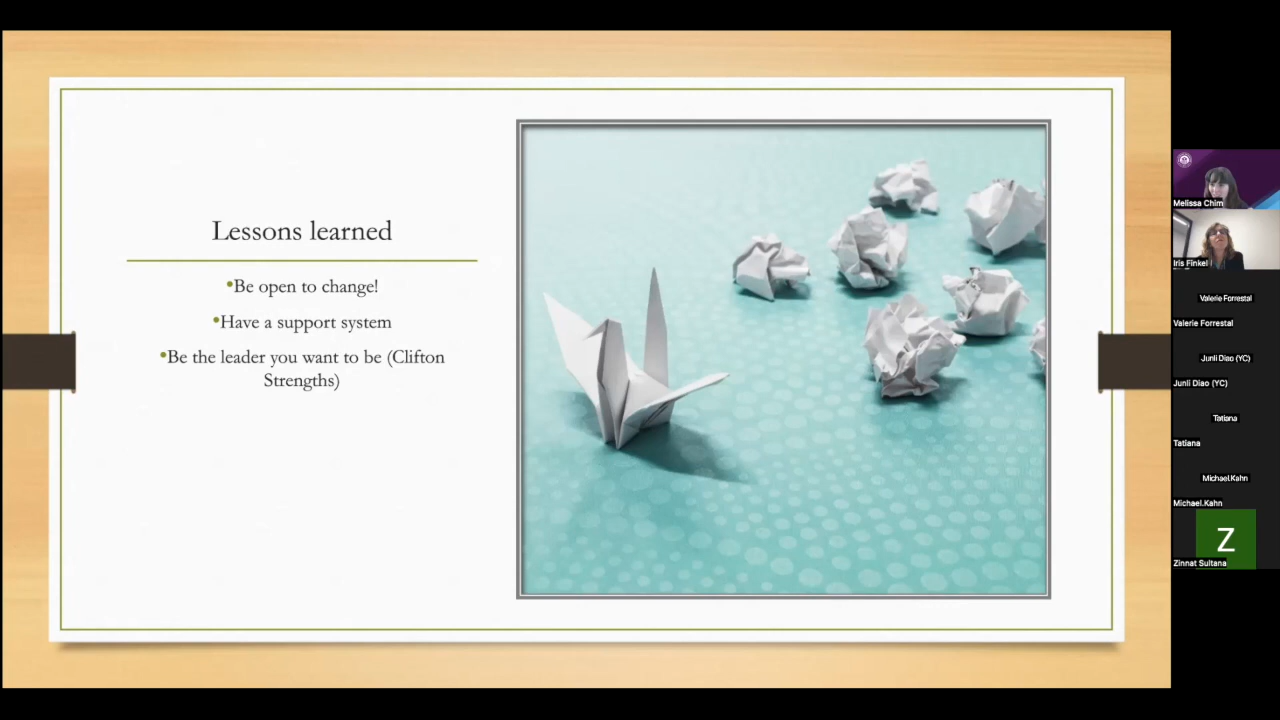 Lessons learned
•Be open to change!
•Have a support system
•Be the leader you want to be (Clifton
Strengths)
Melissa Chim
Iris Finkel
Valerie Forrestal
Valerie Forrestal
Junli Diao (YC)
Junli Diao (YC)
Tatiana
Tatiana
Michael.Kahn
Michael.Kahn
Z
Zinnat Sultana